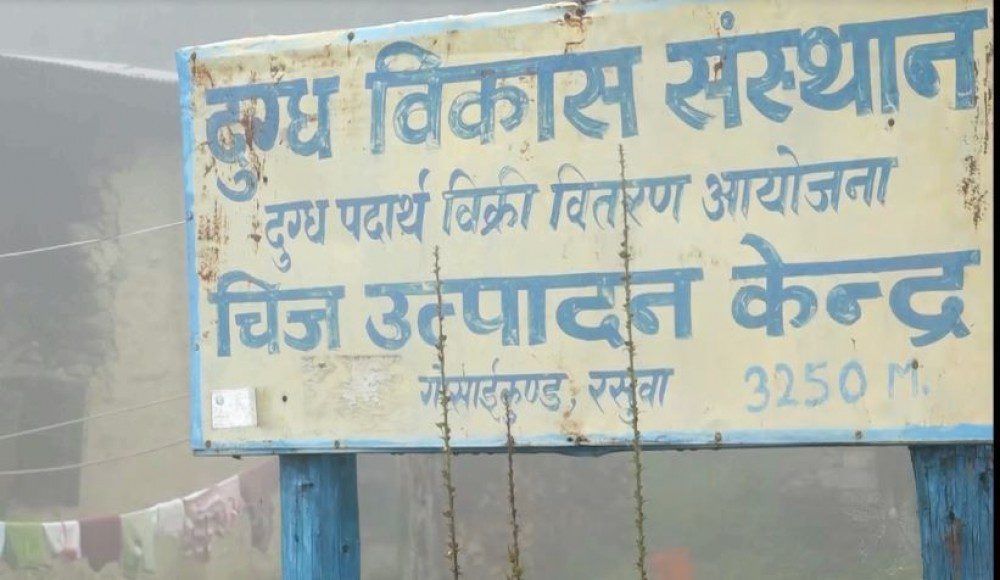 दुग्ध विकास संस्थान
दुग्ध पदार्थ विक्री वितरण आयोजना
चिज उत्पादन केन्द्र
गोसाईकुण्ड, रसुवा 3250 M.